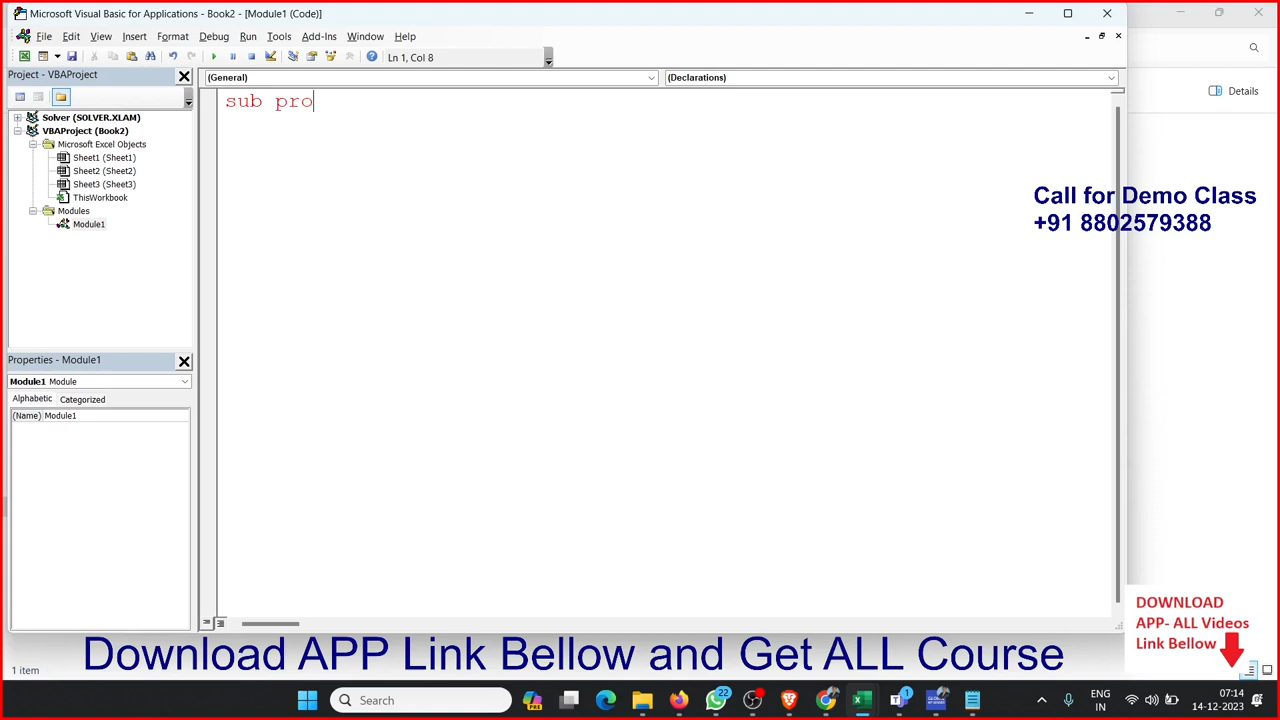 Microsoft Visual Basic for Applications - Book2 - [Module1 (Code)]
File Edit View Insert Format Debug Run Tools Add-Ins Window Help
Ln 1, Col 8
Project - VBAProject
(General)
(Declarations)
Details
sub pro
Solver (SOLVER.XLAM)
VBAProject (Book2)
Microsoft Excel Objects
Sheet1 (Sheet1)
Sheet2 (Sheet2)
Sheet3 (Sheet3)
ThisWorkbook
Modules
Module1
Call for Demo Class
+91 8802579388
Properties - Module1
Module1 Module
Alphabetic Categorized
(Name) Module1
DOWNLOAD
APP- ALL Videos
Link Bellow
Download APP Link Bellow and Get ALL Course
1 item
Search
PRE
22
1
ENG
IN
07:14
14-12-2023